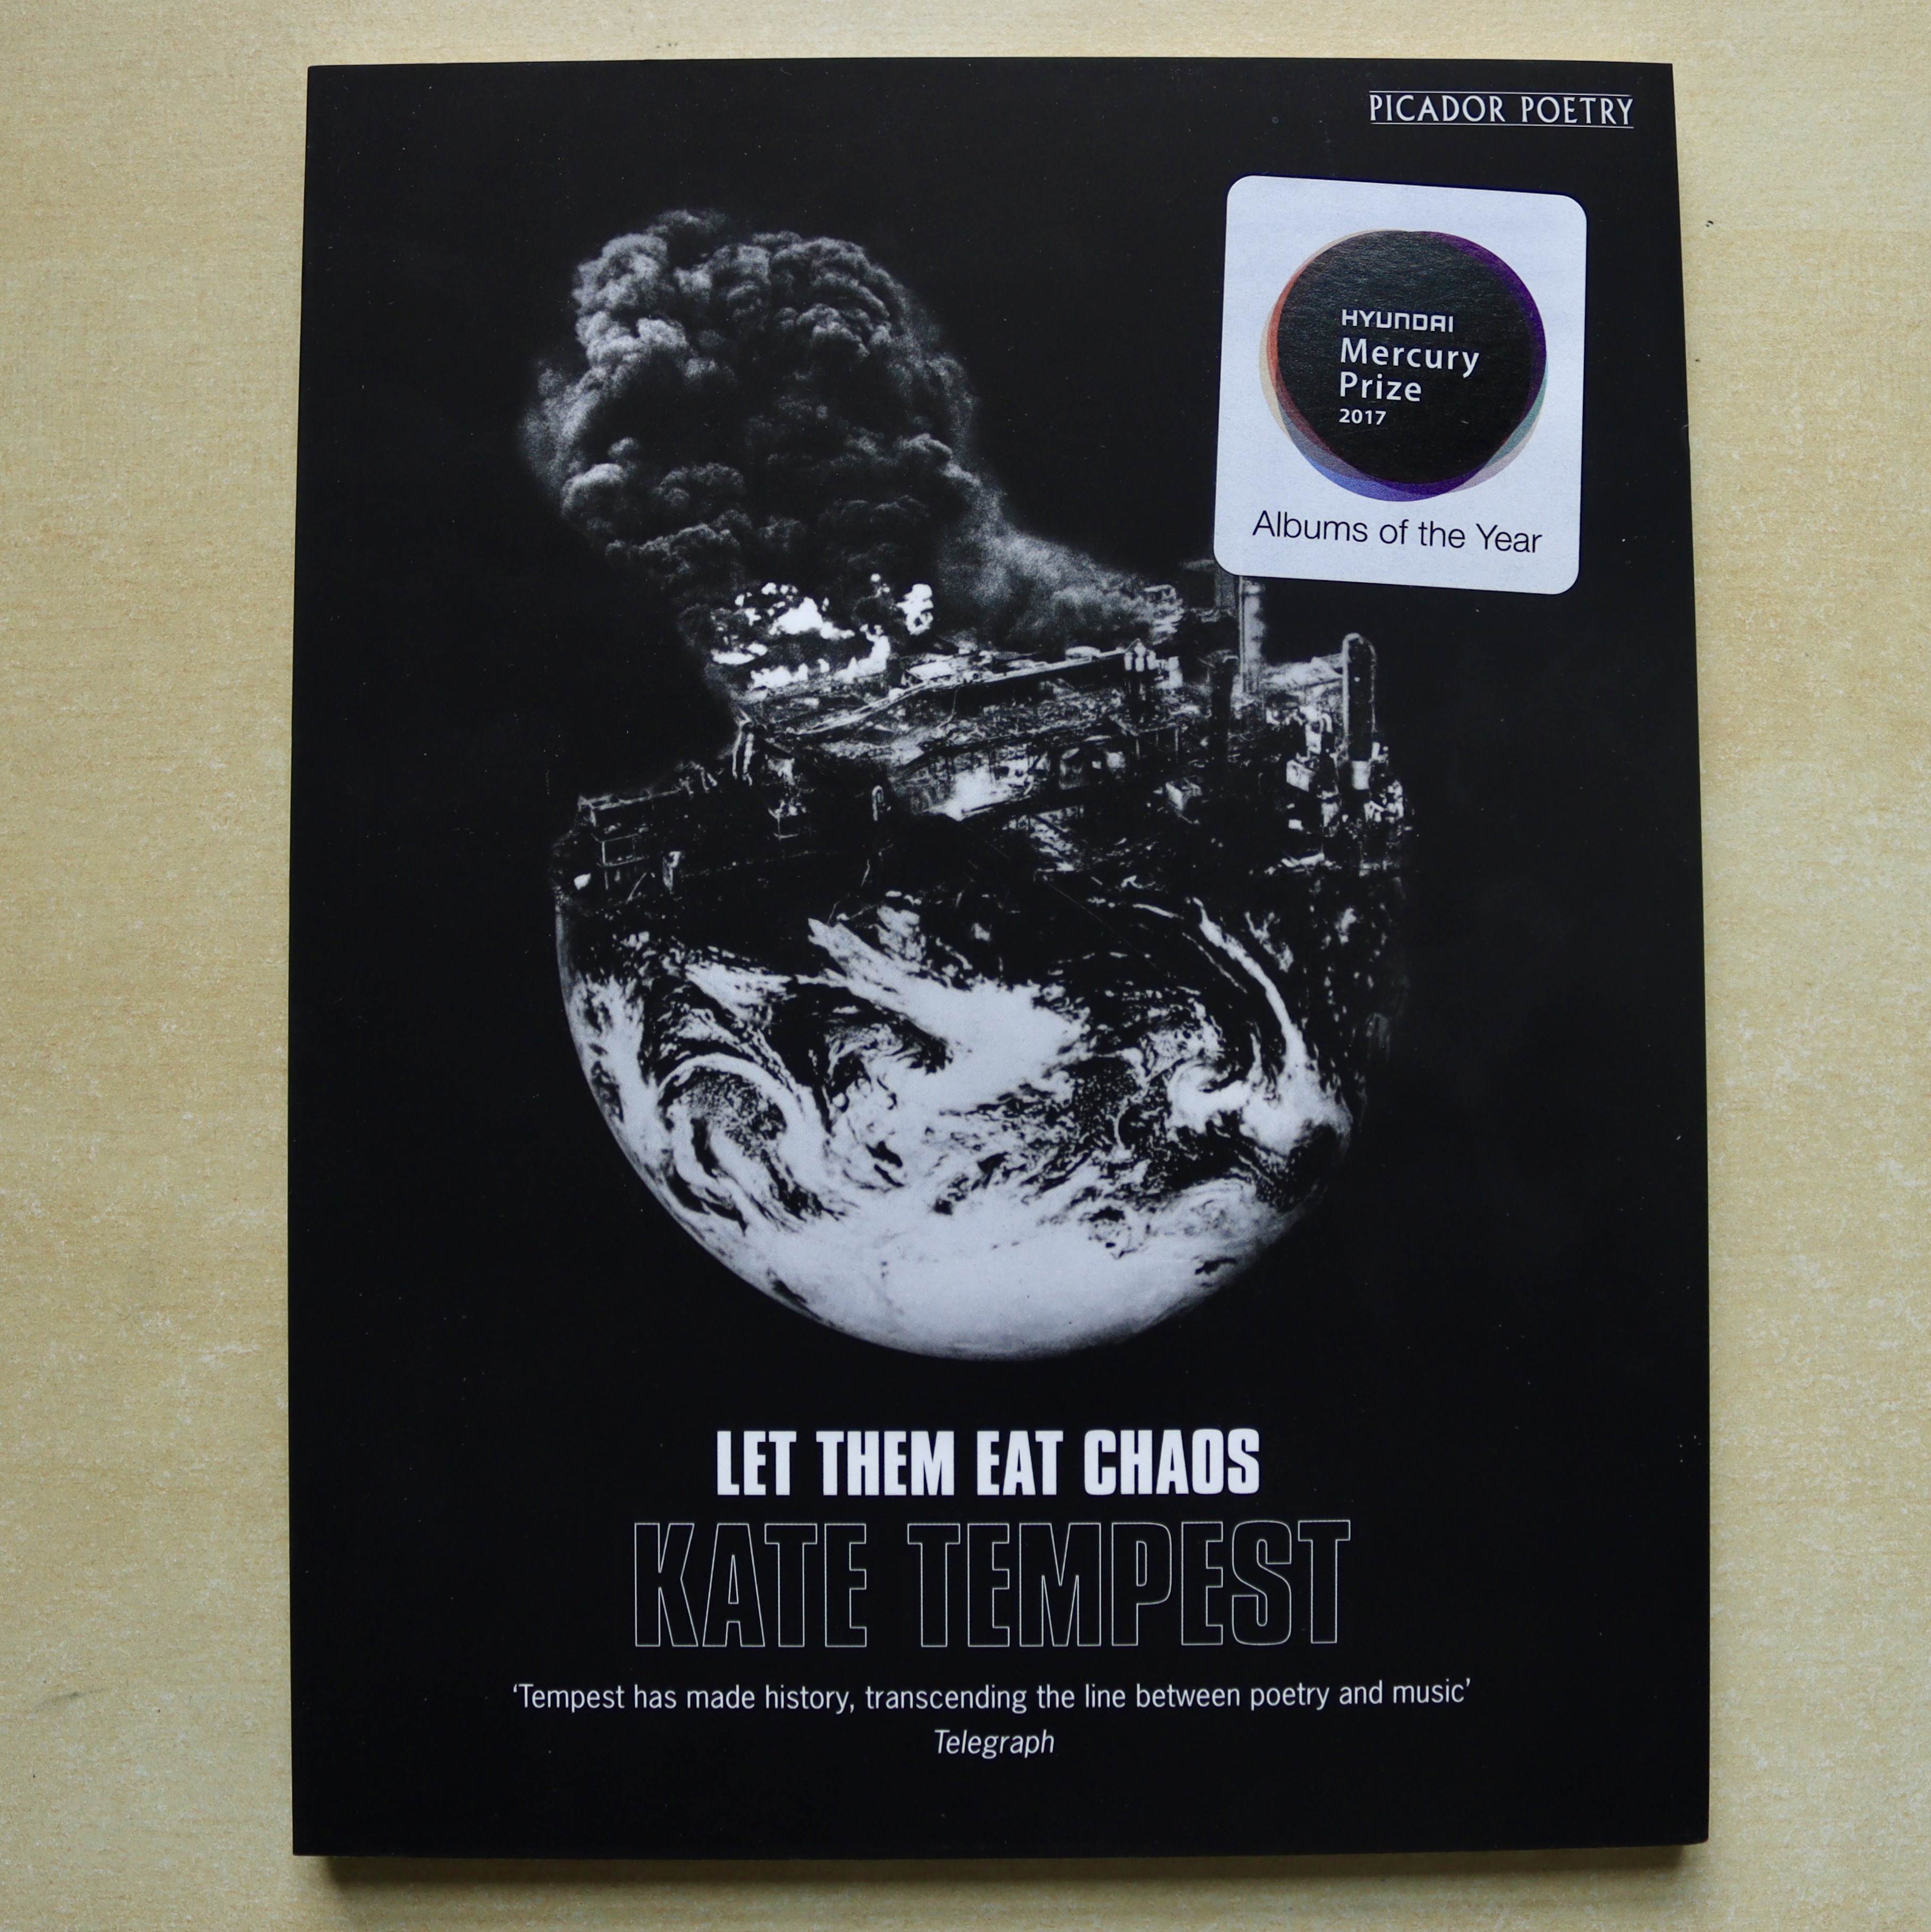 PICADOR POETRY
HYUNDAI
Mercury
Prize
2017
Albums of the Year
LET THEM EAT CHAOS
KATE TEMPEST
‘Tempest has made history, transcending the line between poetry and music’
Telegraph